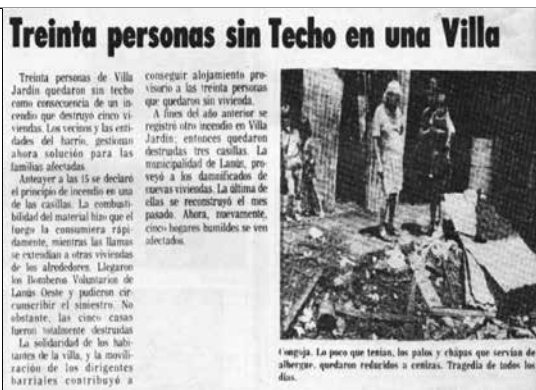 Treinta personas sin Techo en una Villa
Treinta personas de Villa
Jardín quedaron sin techo
como consecuencia de un in-
cendio que destruyó cinco vi-
viendas. Los vecinos y las enti-
dades del barrio, gestionan
ahora solución para las
familias afectadas.
Anteayer a las 15 se declaró
el principio de incendio en una
de las casillas. La combusti-
bilidad del material hizo que el
fuego la consumiera rápi-
damente, mientras las llamas
se extendían a otras viviendas
de los alrededores. Llegaron
los Bomberos Voluntarios de
Lanús Oeste y pudieron cir-
cunscribir el siniestro. No
obstante, las cinco casas
fueron totalmente destruidas
La solidaridad de los habi-
tantes de la villa, y la movili-
zación de los dirigentes
barriales contribuyó a
conseguir alojamiento pro-
visorio a las treinta personas
que quedaron sin vivienda.
A fines del año anterior se
registró otro incendio en Villa
Jardín; entonces quedaron
destruidas tres casillas. La
municipalidad de Lanús, pro-
veyó a los damnificados de
nuevas viviendas. La última de
ellas se reconstruyó el mes
pasado. Ahora, nuevamente,
cinco hogares humildes se ven
afectados.
Congoja. Lo poco que tenían, los palos y chapas que servían de
albergue, quedaron reducidos a cenizas. Tragedia de todos los
días.